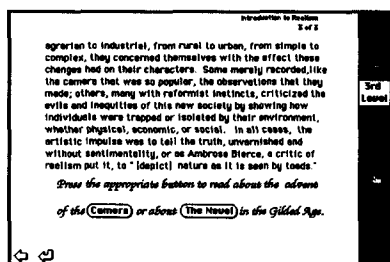 Introduction to Realism
2 of 2
agrarian to industrial, from rural to urban, from simple to
complex, they concerned themselves with the effect these
changes had on their characters. Some merely recorded, like
the camera that was so popular, the observations that they
made; others, many with reformist instincts, criticized the
evils and inequities of this new society by showing how
individuals were trapped or isolated by their environment,
whether physical, economic, or social. In all cases, the
artistic impulse was to tell the truth, unvarnished and
without sentimentality, or as Ambrose Bierce, a critic of
realism put it, to "[depict] nature as it is seen by toads."
3rd
Level
Press the appropriate button to read about the advent
of the Camera or about The Novel in the Gilded Age.